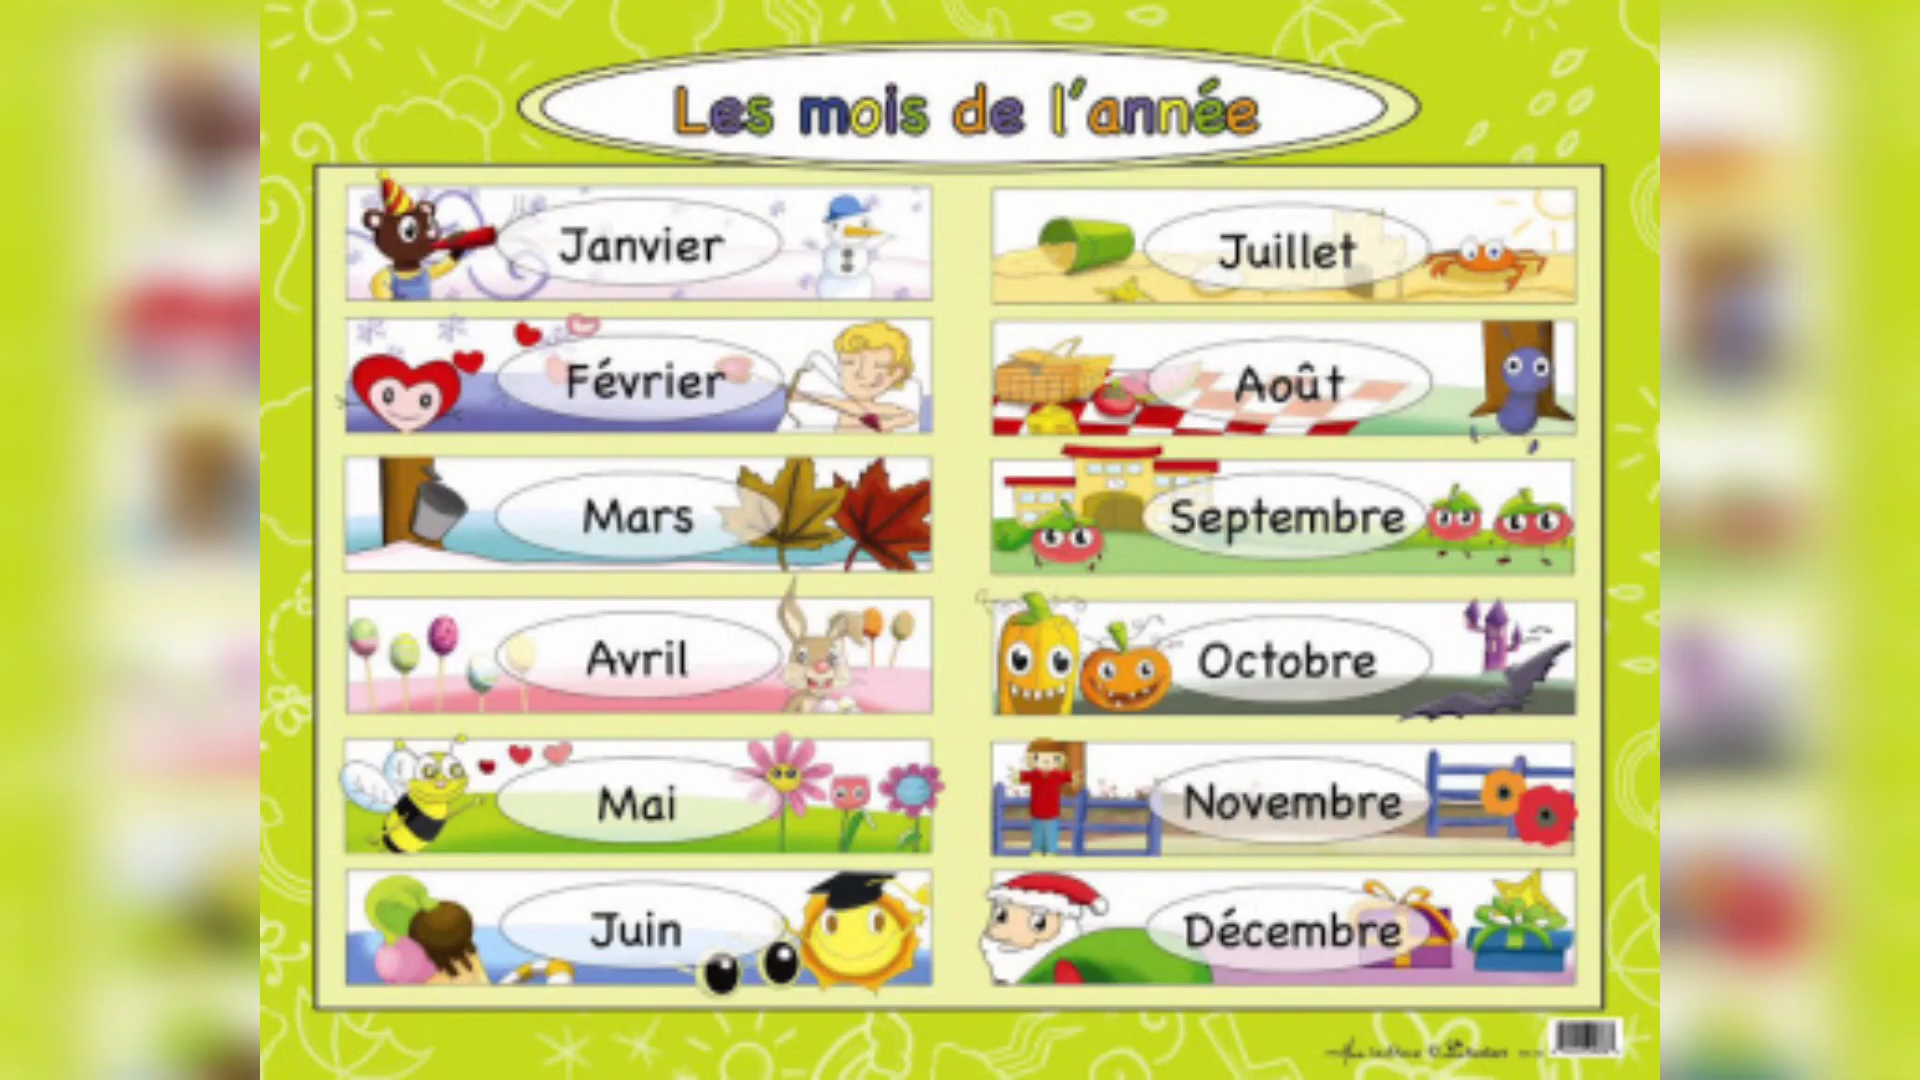 Les mois de l'année
Janvier
Février
Mars
Avril
Mai
Juin
Juillet
Août
Septembre
Octobre
Novembre
Décembre